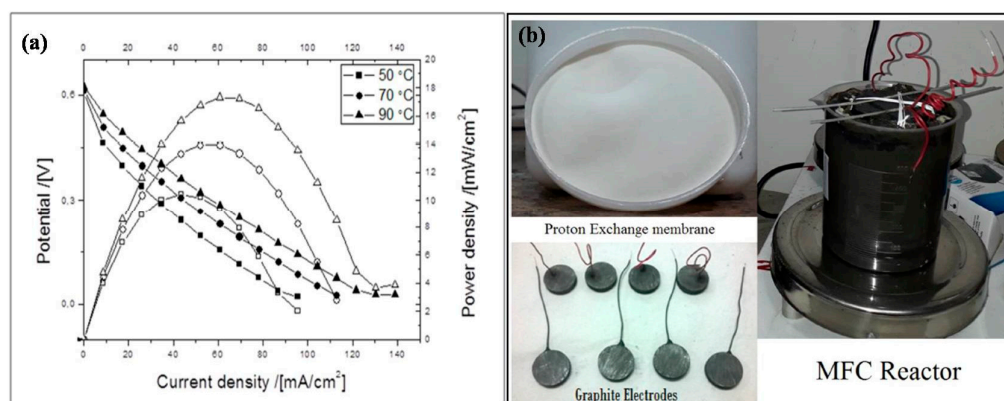 (a)
0 20 40 60 80 100 120 140
50 °C
70 °C
90 °C
0.6
0.3
0.0
Potential /[V]
20
18
16
14
12
10
8
6
4
2
0
Power density /[mW/cm²]
0 20 40 60 80 100 120 140
Current density /[mA/cm²]
(b)
Proton Exchange membrane
Graphite Electrodes
MFC Reactor